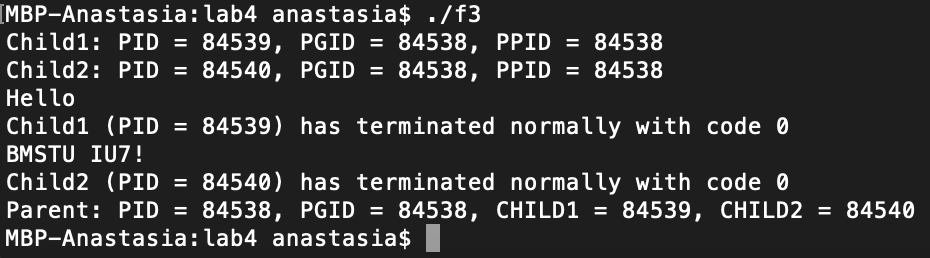 MBP-Anastasia:lab4 anastasia$ ./f3
Child1: PID = 84539, PGID = 84538, PPID = 84538
Child2: PID = 84540, PGID = 84538, PPID = 84538
Hello
Child1 (PID = 84539) has terminated normally with code 0
BMSTU IU7!
Child2 (PID = 84540) has terminated normally with code 0
Parent: PID = 84538, PGID = 84538, CHILD1 = 84539, CHILD2 = 84540
MBP-Anastasia:lab4 anastasia$